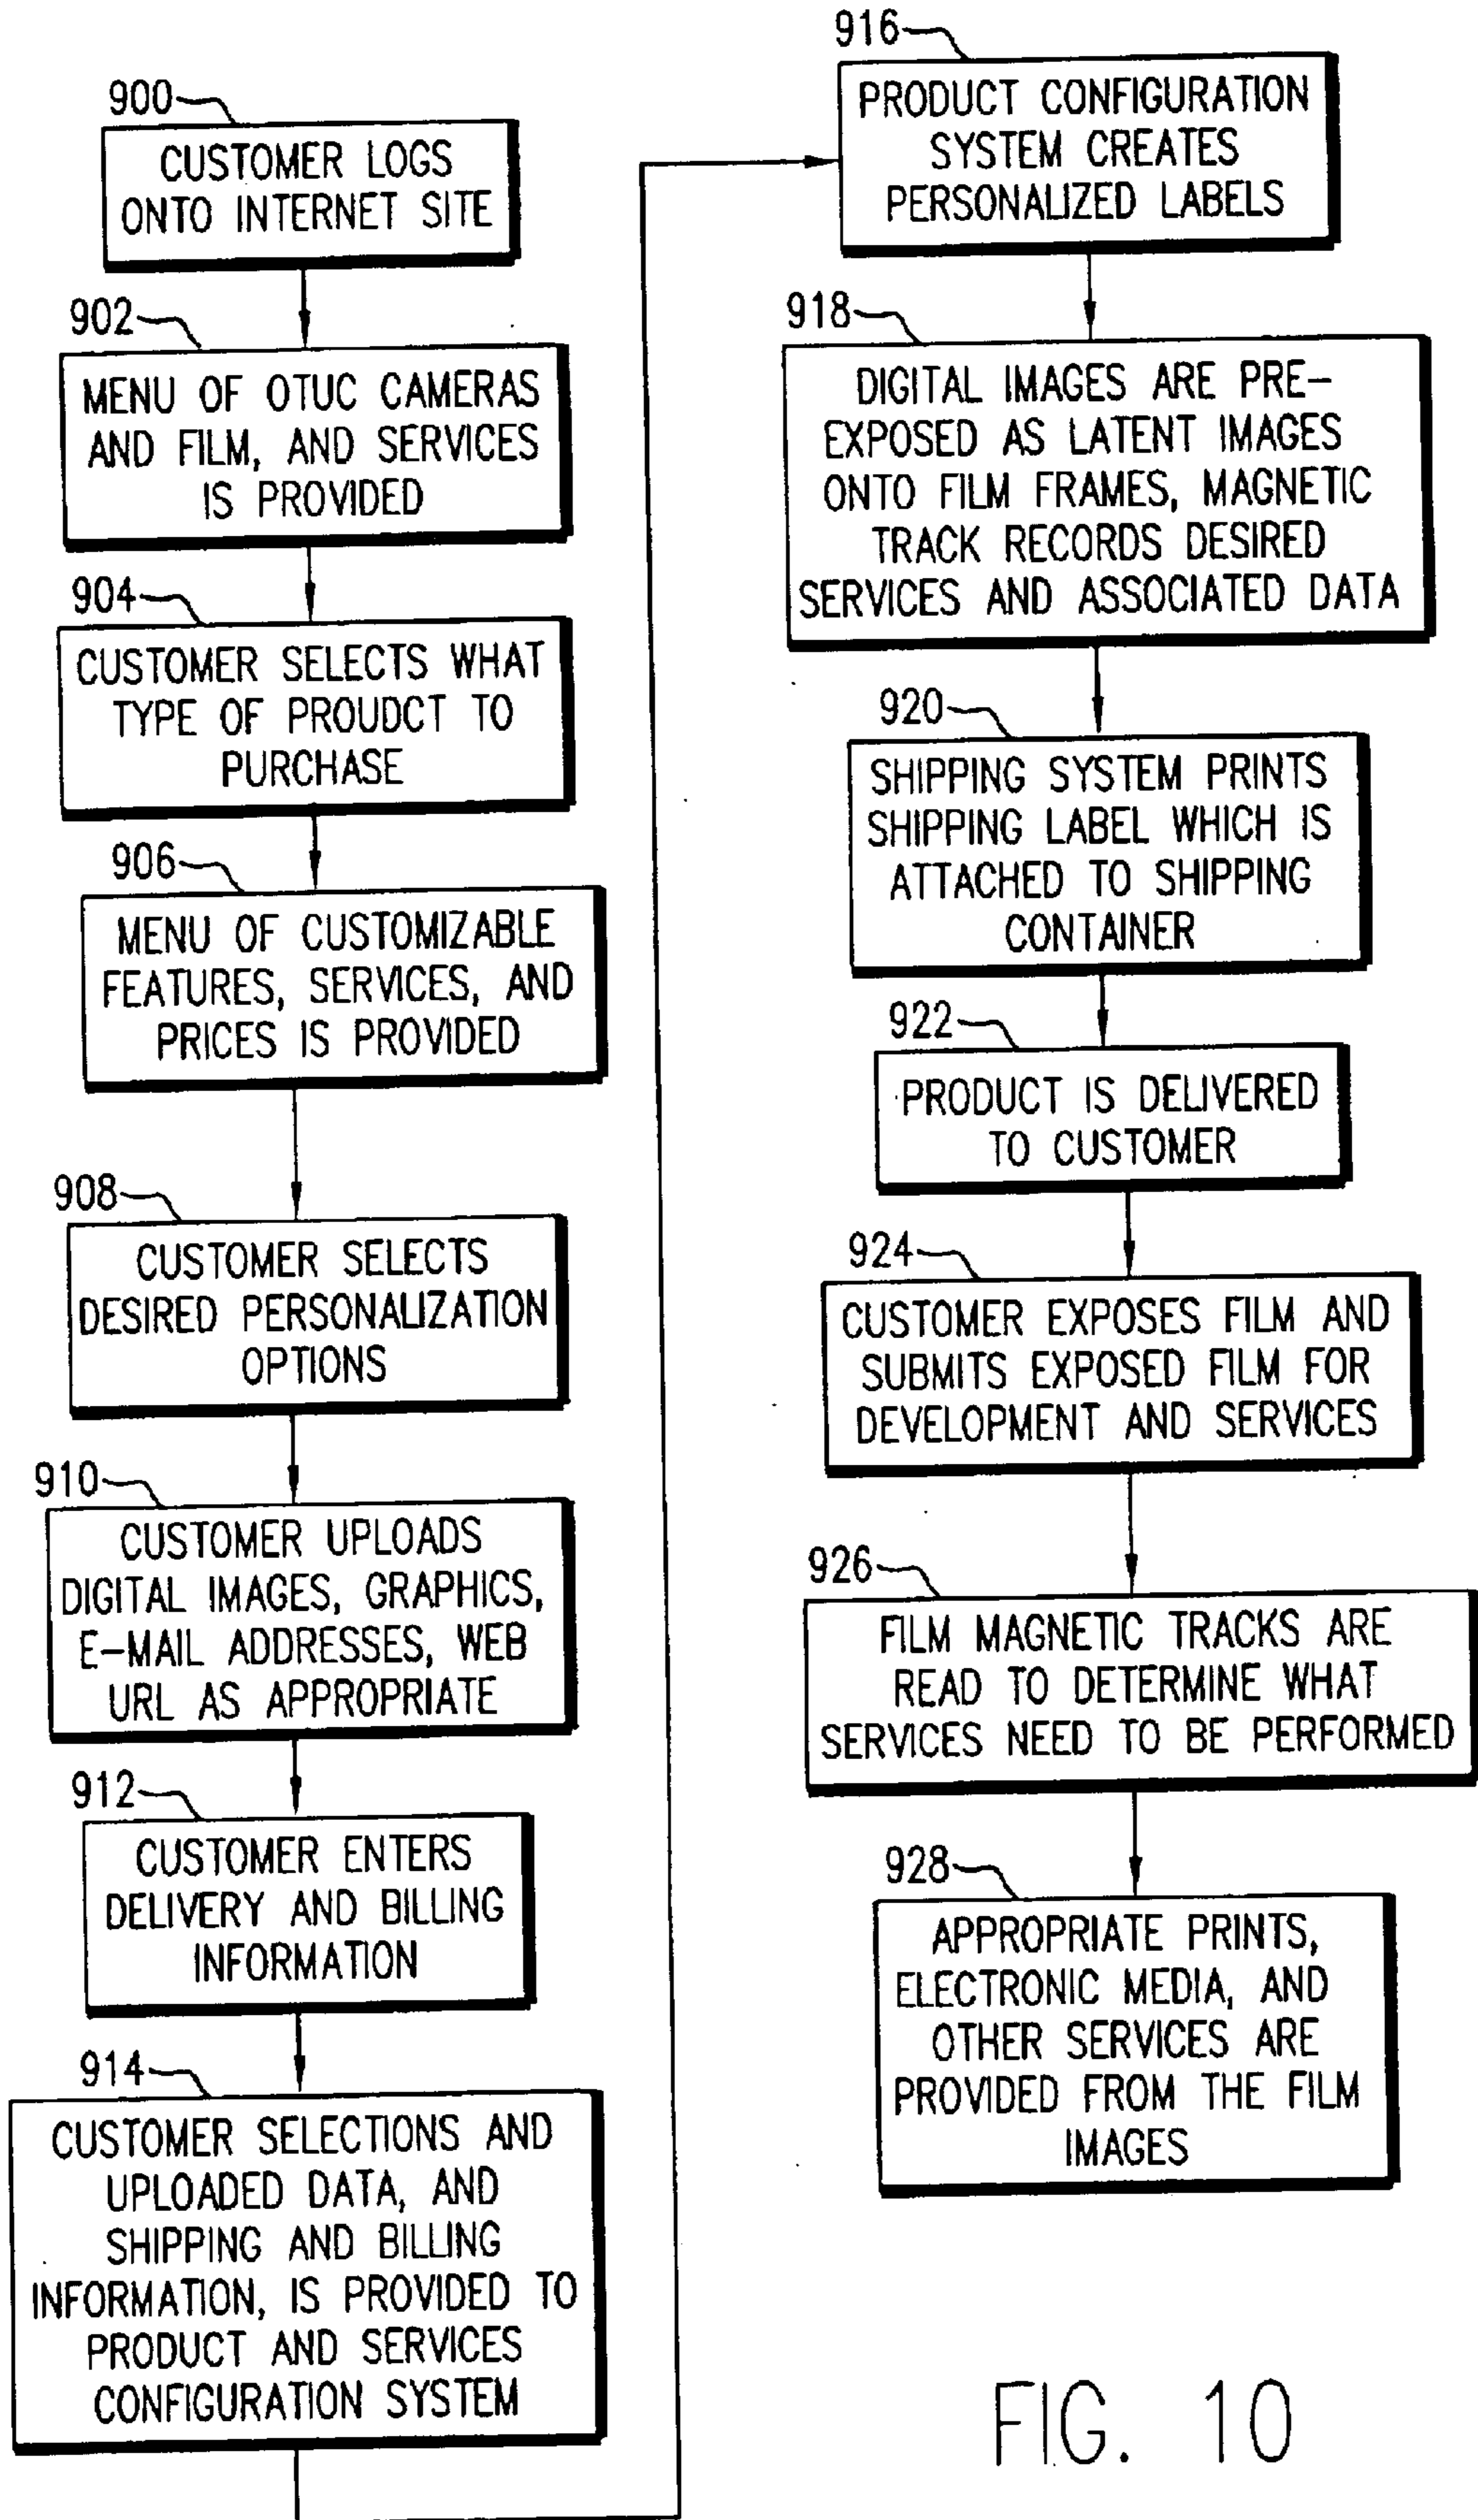 900
CUSTOMER LOGS
ONTO INTERNET SITE
902
MENU OF OTUC CAMERAS
AND FILM, AND SERVICES
IS PROVIDED
904
CUSTOMER SELECTS WHAT
TYPE OF PROUDCT TO
PURCHASE
906
MENU OF CUSTOMIZABLE
FEATURES, SERVICES, AND
PRICES IS PROVIDED
908
CUSTOMER SELECTS
DESIRED PERSONALIZATION
OPTIONS
910
CUSTOMER UPLOADS
DIGITAL IMAGES, GRAPHICS,
E-MAIL ADDRESSES, WEB
URL AS APPROPRIATE
912
CUSTOMER ENTERS
DELIVERY AND BILLING
INFORMATION
914
CUSTOMER SELECTIONS AND
UPLOADED DATA, AND
SHIPPING AND BILLING
INFORMATION, IS PROVIDED TO
PRODUCT AND SERVICES
CONFIGURATION SYSTEM
916
PRODUCT CONFIGURATION
SYSTEM CREATES
PERSONALIZED LABELS
918
DIGITAL IMAGES ARE PRE-
EXPOSED AS LATENT IMAGES
ONTO FILM FRAMES, MAGNETIC
TRACK RECORDS DESIRED
SERVICES AND ASSOCIATED DATA
920
SHIPPING SYSTEM PRINTS
SHIPPING LABEL WHICH IS
ATTACHED TO SHIPPING
CONTAINER
922
PRODUCT IS DELIVERED
TO CUSTOMER
924
CUSTOMER EXPOSES FILM AND
SUBMITS EXPOSED FILM FOR
DEVELOPMENT AND SERVICES
926
FILM MAGNETIC TRACKS ARE
READ TO DETERMINE WHAT
SERVICES NEED TO BE PERFORMED
928
APPROPRIATE PRINTS,
ELECTRONIC MEDIA, AND
OTHER SERVICES ARE
PROVIDED FROM THE FILM
IMAGES
FIG. 10